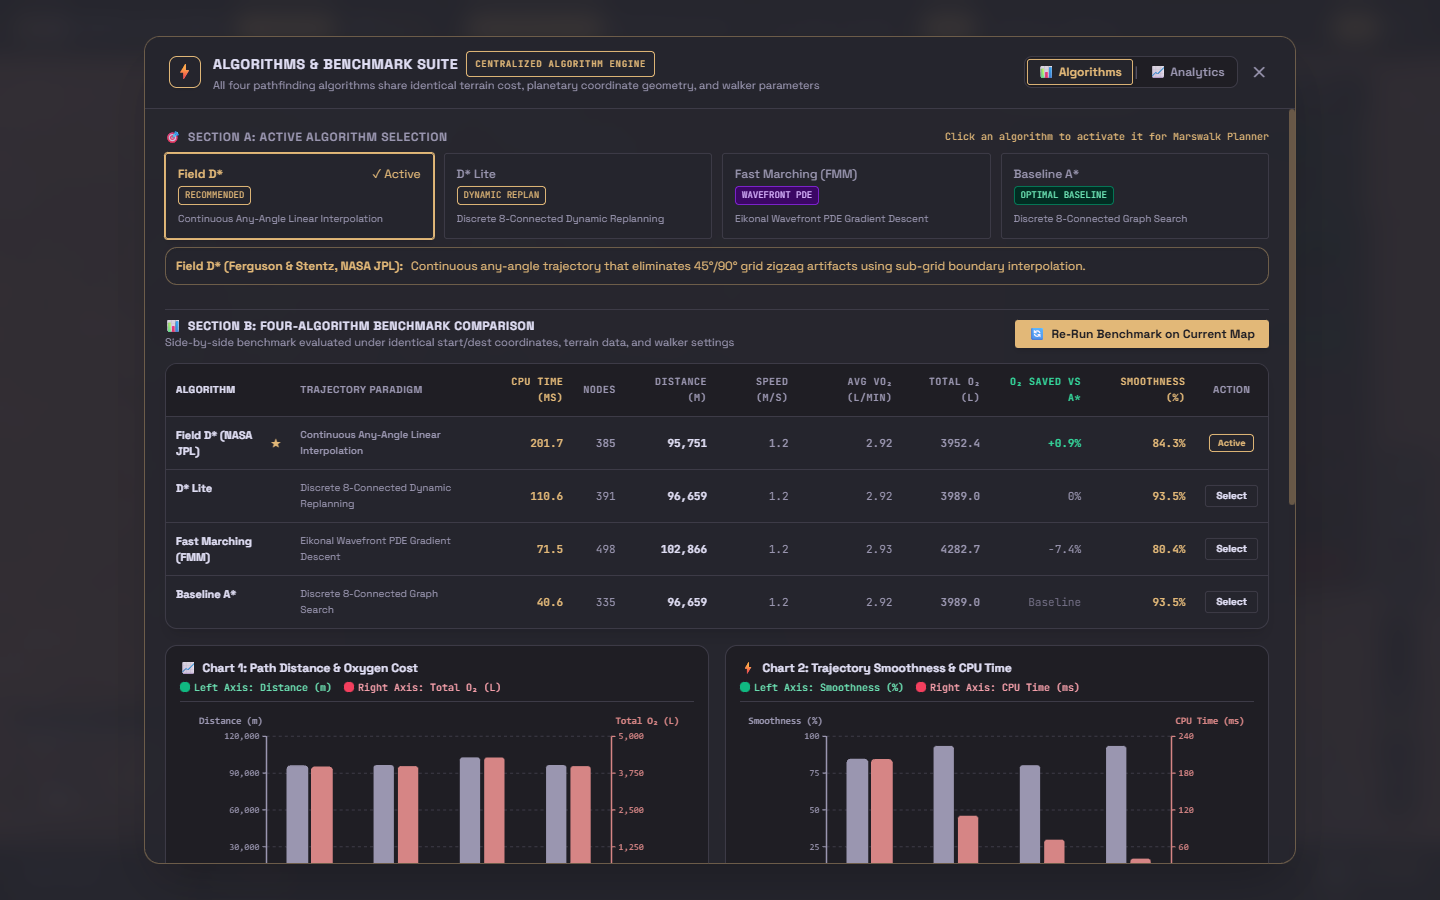 ALGORITHMS & BENCHMARK SUITE
CENTRALIZED ALGORITHM ENGINE
All four pathfinding algorithms share identical terrain cost, planetary coordinate geometry, and walker parameters
Algorithms
Analytics
SECTION A: ACTIVE ALGORITHM SELECTION
Click an algorithm to activate it for Marswalk Planner
Field D* ✓ Active
RECOMMENDED
Continuous Any-Angle Linear Interpolation
D* Lite
DYNAMIC REPLAN
Discrete 8-Connected Dynamic Replanning
Fast Marching (FMM)
WAVEFRONT PDE
Eikonal Wavefront PDE Gradient Descent
Baseline A*
OPTIMAL BASELINE
Discrete 8-Connected Graph Search
Field D* (Ferguson & Stentz, NASA JPL): Continuous any-angle trajectory that eliminates 45°/90° grid zigzag artifacts using sub-grid boundary interpolation.
SECTION B: FOUR-ALGORITHM BENCHMARK COMPARISON
Side-by-side benchmark evaluated under identical start/dest coordinates, terrain data, and walker settings
Re-Run Benchmark on Current Map
ALGORITHM
TRAJECTORY PARADIGM
CPU TIME
(MS)
NODES
DISTANCE
(M)
SPEED
(M/S)
AVG VO₂
(L/MIN)
TOTAL O₂
(L)
O₂ SAVED VS
A*
SMOOTHNESS
(%)
ACTION
Field D* (NASA
JPL)
★
Continuous Any-Angle Linear
Interpolation
201.7
385
95,751
1.2
2.92
3952.4
+0.9%
84.3%
Active
D* Lite
Discrete 8-Connected Dynamic
Replanning
110.6
391
96,659
1.2
2.92
3989.0
0%
93.5%
Select
Fast Marching
(FMM)
Eikonal Wavefront PDE Gradient
Descent
71.5
498
102,866
1.2
2.93
4282.7
-7.4%
80.4%
Select
Baseline A*
Discrete 8-Connected Graph
Search
40.6
335
96,659
1.2
2.92
3989.0
Baseline
93.5%
Select
Chart 1: Path Distance & Oxygen Cost
Left Axis: Distance (m)
Right Axis: Total O₂ (L)
Distance (m)
Total O₂ (L)
120,000
5,000
90,000
3,750
60,000
2,500
30,000
1,250
Chart 2: Trajectory Smoothness & CPU Time
Left Axis: Smoothness (%)
Right Axis: CPU Time (ms)
Smoothness (%)
CPU Time (ms)
100
240
75
180
50
120
25
60